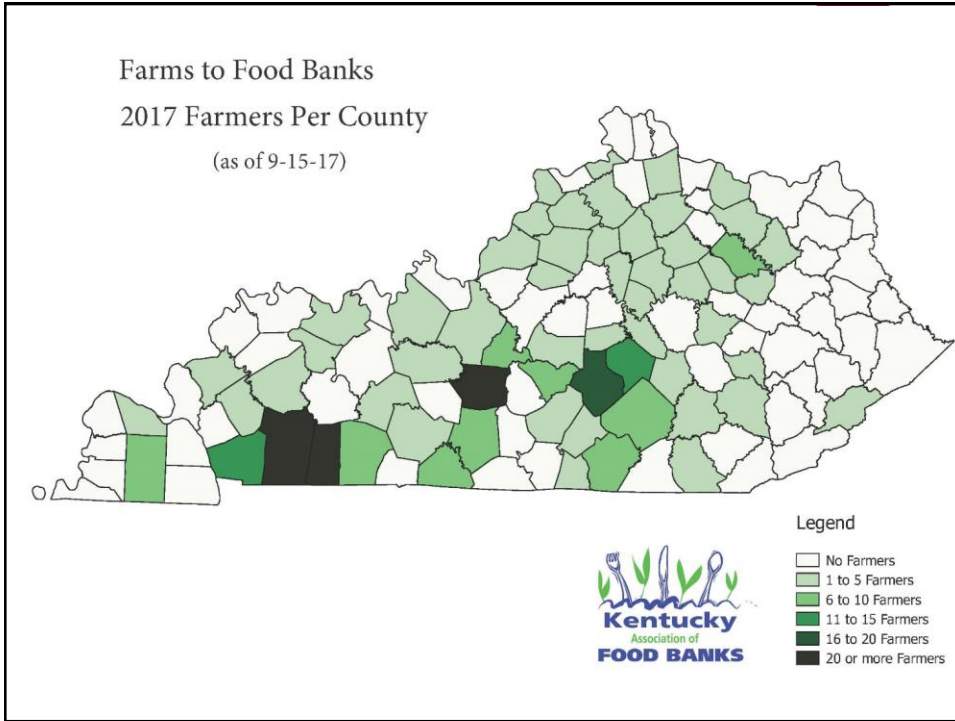 Farms to Food Banks
2017 Farmers Per County
(as of 9-15-17)
Legend
No Farmers
1 to 5 Farmers
6 to 10 Farmers
11 to 15 Farmers
16 to 20 Farmers
20 or more Farmers
Kentucky
Association of
FOOD BANKS